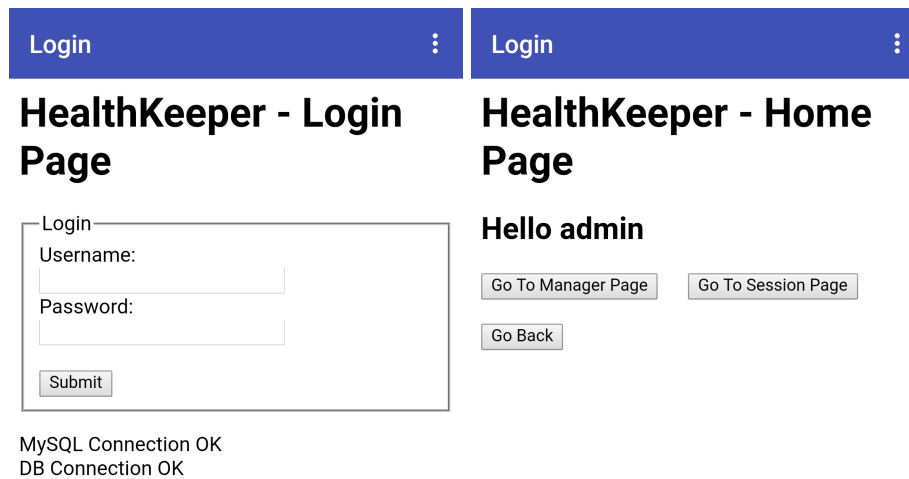 Login
HealthKeeper - Login
Page
Login
Username:
Password:
Submit
MySQL Connection OK
DB Connection OK
Login
HealthKeeper - Home
Page
Hello admin
Go To Manager Page
Go To Session Page
Go Back